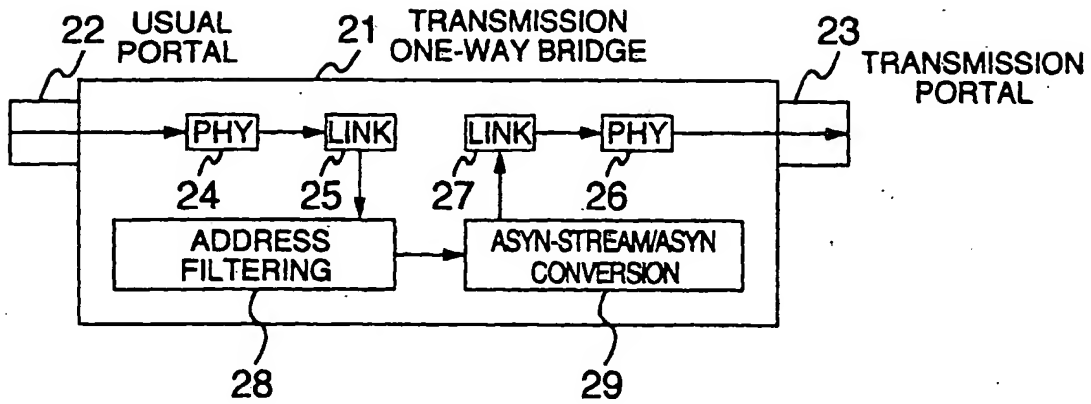 22 USUAL PORTAL
21 TRANSMISSION ONE-WAY BRIDGE
23 TRANSMISSION PORTAL
PHY
LINK
LINK
PHY
24
25
27
26
ADDRESS
FILTERING
ASYN-STREAM/ASYN
CONVERSION
28
29